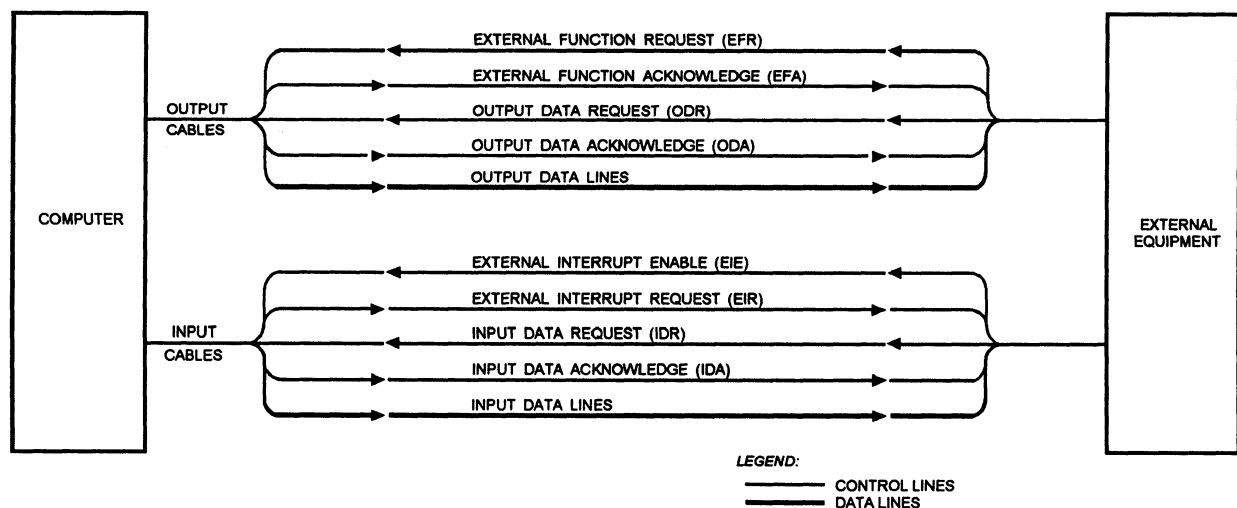 EXTERNAL FUNCTION REQUEST (EFR)
EXTERNAL FUNCTION ACKNOWLEDGE (EFA)
OUTPUT
CABLES
OUTPUT DATA REQUEST (ODR)
OUTPUT DATA ACKNOWLEDGE (ODA)
OUTPUT DATA LINES
COMPUTER
EXTERNAL
EQUIPMENT
EXTERNAL INTERRUPT ENABLE (EIE)
EXTERNAL INTERRUPT REQUEST (EIR)
INPUT
CABLES
INPUT DATA REQUEST (IDR)
INPUT DATA ACKNOWLEDGE (IDA)
INPUT DATA LINES
LEGEND:
CONTROL LINES
DATA LINES